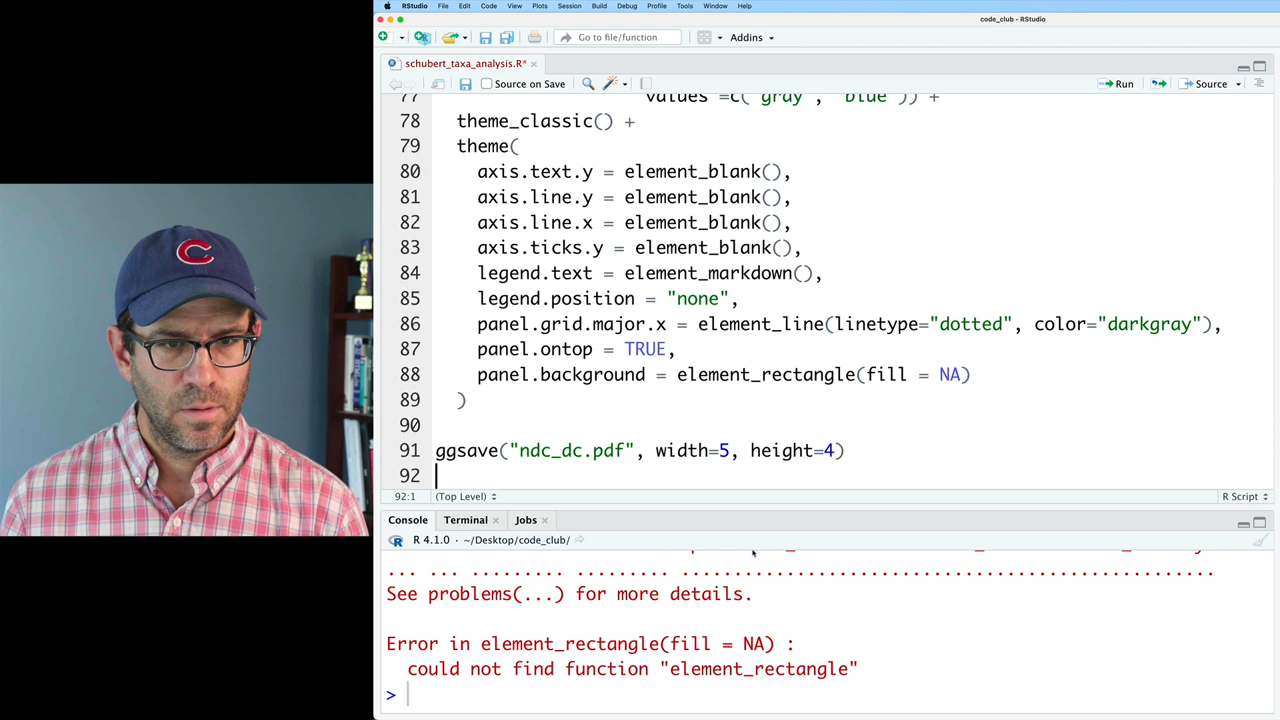 RStudio File Edit Code View Plots Session Build Debug Profile Tools Window Help
code_club - RStudio
Go to file/function Addins
schubert_taxa_analysis.R*
Source on Save Run Source
77 values =c("gray", "blue")) +
78 theme_classic() +
79 theme(
80 axis.text.y = element_blank(),
81 axis.line.y = element_blank(),
82 axis.line.x = element_blank(),
83 axis.ticks.y = element_blank(),
84 legend.text = element_markdown(),
85 legend.position = "none",
86 panel.grid.major.x = element_line(linetype="dotted", color="darkgray"),
87 panel.ontop = TRUE,
88 panel.background = element_rectangle(fill = NA)
89 )
90
91 ggsave("ndc_dc.pdf", width=5, height=4)
92
92:1 (Top Level) R Script
Console Terminal Jobs
R 4.1.0 · ~/Desktop/code_club/
... ... ......... ......... ...................................................
See problems(...) for more details.
Error in element_rectangle(fill = NA) :
could not find function "element_rectangle"
>
C